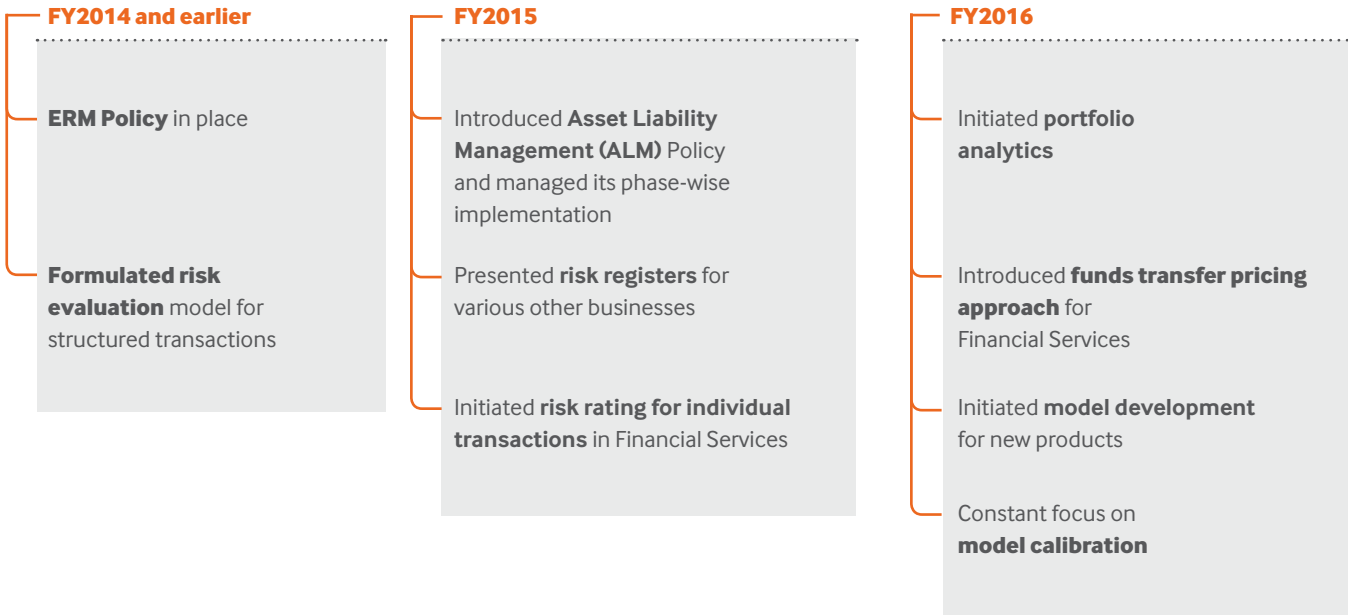 FY2014 and earlier
ERM Policy in place
Formulated risk
evaluation model for
structured transactions
FY2015
Introduced Asset Liability
Management (ALM) Policy
and managed its phase-wise
implementation
Presented risk registers for
various other businesses
Initiated risk rating for individual
transactions in Financial Services
FY2016
Initiated portfolio
analytics
Introduced funds transfer pricing
approach for
Financial Services
Initiated model development
for new products
Constant focus on
model calibration